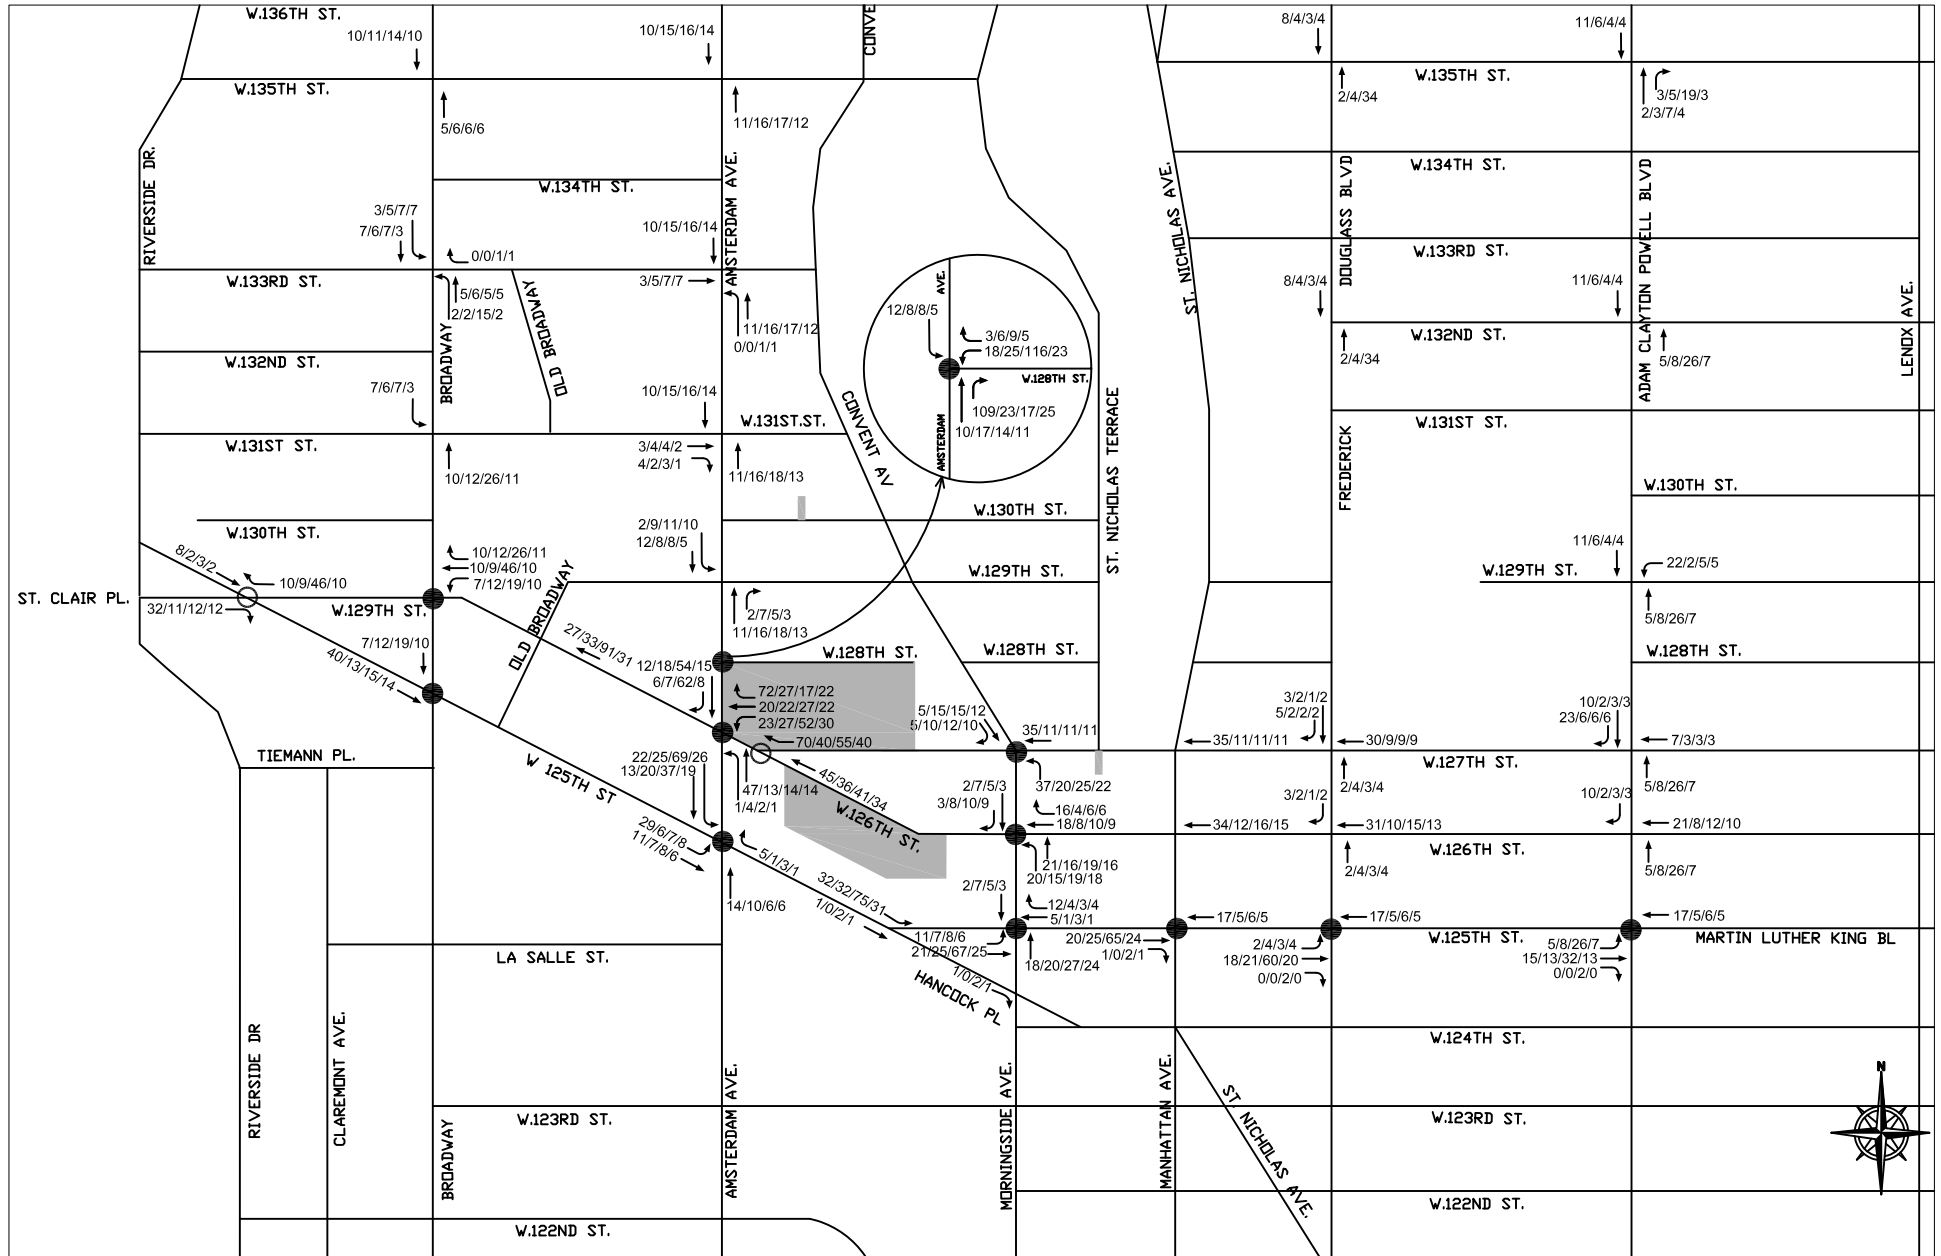 W.136TH ST.
CONVE
10/11/14/10
10/15/16/14
8/4/3/4
11/6/4/4
W.135TH ST.
W.135TH ST.
5/6/6/6
11/16/17/12
2/4/34
3/5/19/3
2/3/7/4
RIVERSIDE DR.
W.134TH ST.
AMSTERDAM AVE.
ST. NICHOLAS AVE.
DOUGLASS BLVD
W.134TH ST.
ADAM CLAYTON POWELL BLVD
3/5/7/7
7/6/7/3
0/0/1/1
10/15/16/14
W.133RD ST.
W.133RD ST.
5/6/5/5
2/2/15/2
3/5/7/7
11/16/17/12
0/0/1/1
8/4/3/4
11/6/4/4
LENOX AVE.
BROADWAY
OLD BROADWAY
AVE.
12/8/8/5
3/6/9/5
18/25/116/23
W.128TH ST.
109/23/17/25
10/17/14/11
AMSTERDAM
W.132ND ST.
W.132ND ST.
2/4/34
5/8/26/7
7/6/7/3
10/15/16/14
CONVENT AV
ST. NICHOLAS TERRACE
W.131ST.ST.
W.131ST ST.
W.131ST ST.
3/4/4/2
4/2/3/1
10/12/26/11
11/16/18/13
FREDERICK
W.130TH ST.
W.130TH ST.
W.130TH ST.
2/9/11/10
12/8/8/5
11/6/4/4
8/2/3/2
10/12/26/11
10/9/46/10
7/12/19/10
10/9/46/10
W.129TH ST.
W.129TH ST.
22/2/5/5
ST. CLAIR PL.
32/11/12/12
W.129TH ST.
OLD BROADWAY
2/7/5/3
11/16/18/13
5/8/26/7
7/12/19/10
40/13/15/14
27/33/91/31
12/18/54/15
6/7/62/8
W.128TH ST.
W.128TH ST.
W.128TH ST.
72/27/17/22
20/22/27/22
23/27/52/30
70/40/55/40
5/15/15/12
5/10/12/10
35/11/11/11
35/11/11/11
3/2/1/2
5/2/2/2
30/9/9/9
10/2/3/3
23/6/6/6
7/3/3/3
TIEMANN PL.
W 125TH ST
22/25/69/26
13/20/37/19
47/13/14/14
1/4/2/1
45/36/41/34
W.126TH ST.
37/20/25/22
W.127TH ST.
2/7/5/3
3/8/10/9
16/4/6/6
18/8/10/9
2/4/3/4
5/8/26/7
3/2/1/2
10/2/3/3
34/12/16/15
31/10/15/13
21/8/12/10
29/6/7/8
11/7/8/6
5/1/3/1
W.126TH ST.
21/16/19/16
20/15/19/18
2/4/3/4
5/8/26/7
14/10/6/6
32/32/75/31
1/0/2/1
2/7/5/3
12/4/3/4
5/1/3/1
17/5/6/5
17/5/6/5
17/5/6/5
11/7/8/6
21/25/67/25
18/20/27/24
20/25/65/24
1/0/2/1
2/4/3/4
18/21/60/20
0/0/2/0
W.125TH ST.
5/8/26/7
15/13/32/13
0/0/2/0
MARTIN LUTHER KING BL
LA SALLE ST.
1/0/2/1
HANCOCK PL
W.124TH ST.
RIVERSIDE DR
CLAREMONT AVE.
BROADWAY
AMSTERDAM AVE.
MORNINGSIDE AVE.
MANHATTAN AVE.
ST. NICHOLAS AVE.
N
W.123RD ST.
W.123RD ST.
W.122ND ST.
W.122ND ST.